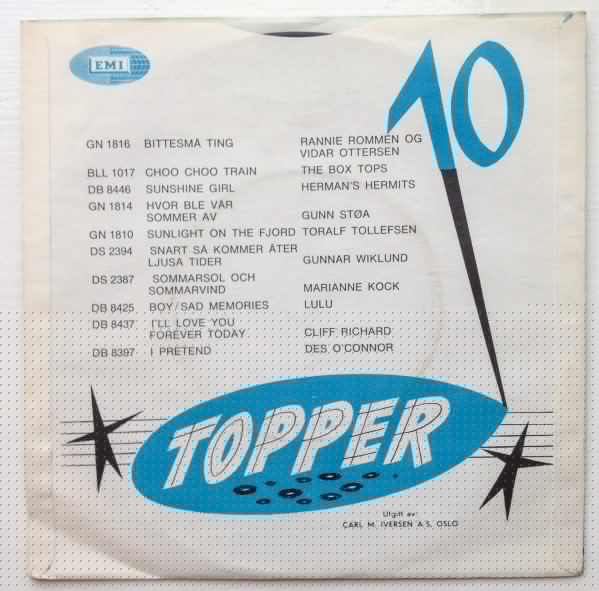 EMI
10
GN 1816 BITTESMÅ TING RANNIE ROMMEN OG
VIDAR OTTERSEN
BLL 1017 CHOO CHOO TRAIN THE BOX TOPS
DB 8446 SUNSHINE GIRL HERMAN'S HERMITS
GN 1814 HVOR BLE VÅR
SOMMER AV GUNN STØA
GN 1810 SUNLIGHT ON THE FJORD TORALF TOLLEFSEN
DS 2394 SNART SÅ KOMMER ÅTER
LJUSA TIDER GUNNAR WIKLUND
DS 2387 SOMMARSOL OCH
SOMMARVIND MARIANNE KOCK
DB 8425 BOY/SAD MEMORIES LULU
DB 8437 I'LL LOVE YOU
FOREVER TODAY CLIFF RICHARD
DB 8397 I PRETEND DES O'CONNOR
TOPPER
Utgitt av:
CARL M. IVERSEN A.S, OSLO